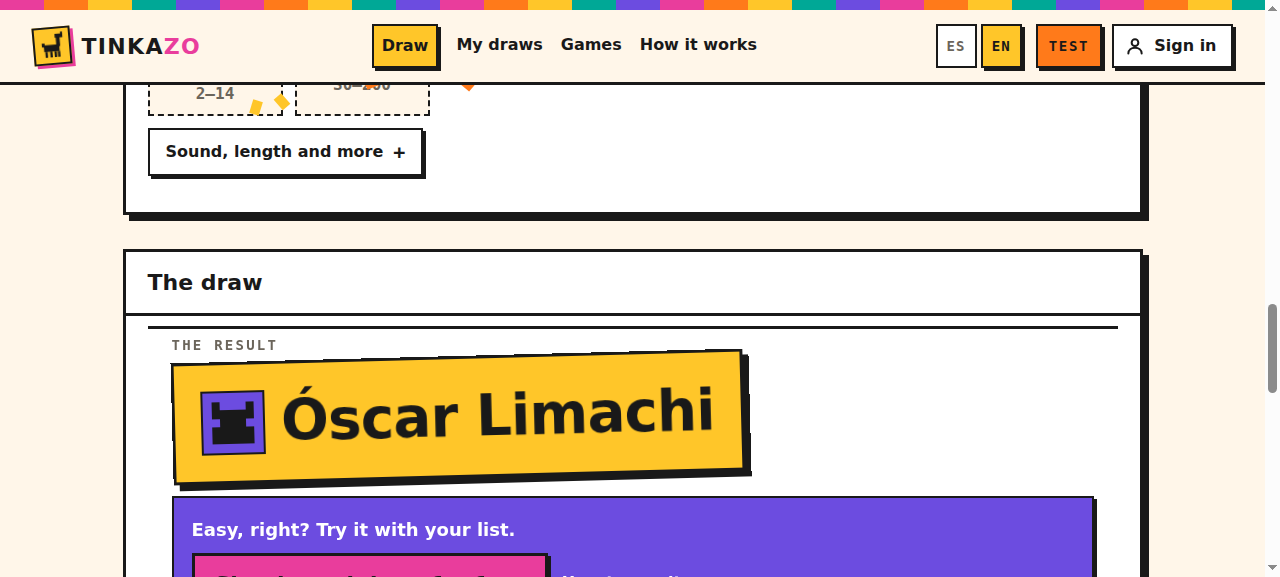 TINKAZO
Draw
My draws
Games
How it works
ES
EN
TEST
Sign in
2–14
Sound, length and more +
The draw
THE RESULT
Óscar Limachi
Easy, right? Try it with your list.